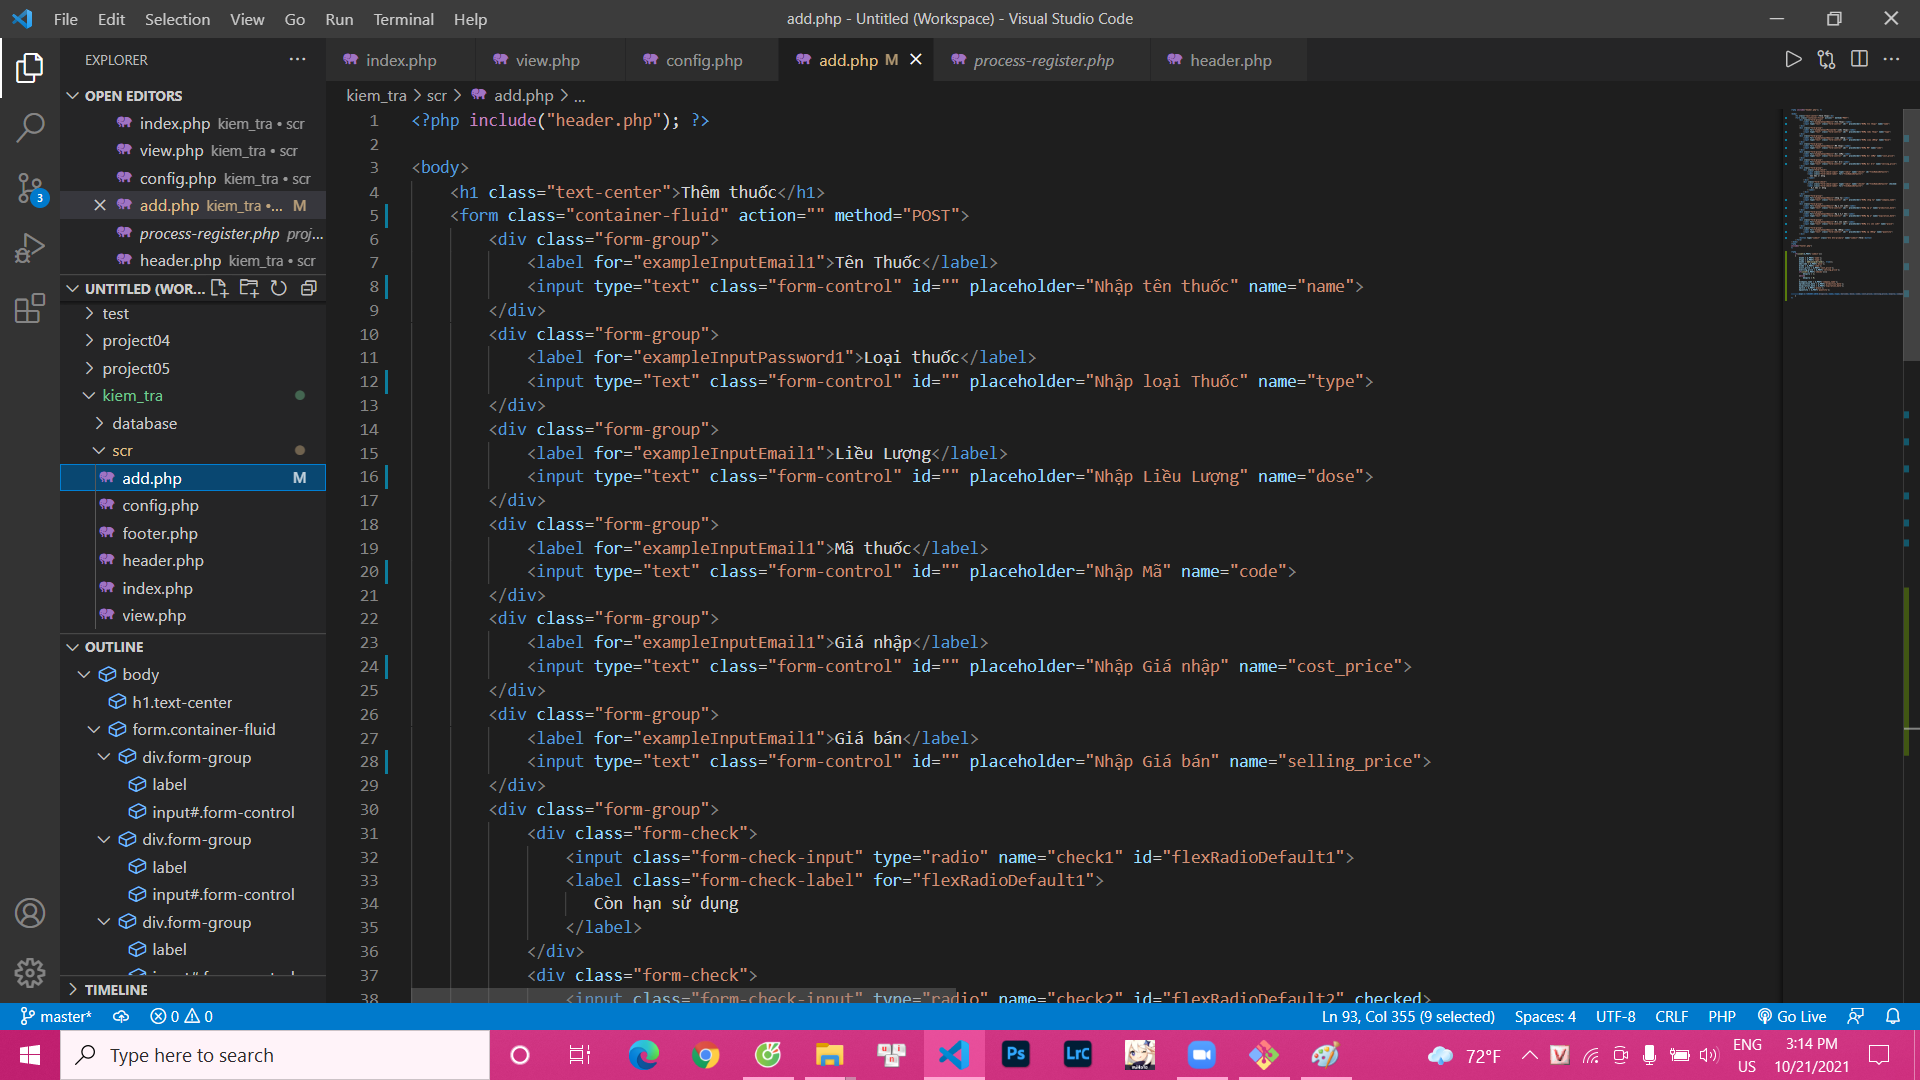 File Edit Selection View Go Run Terminal Help
add.php - Untitled (Workspace) - Visual Studio Code
EXPLORER
index.php view.php config.php add.php M process-register.php header.php
OPEN EDITORS
index.php kiem_tra • scr
view.php kiem_tra • scr
config.php kiem_tra • scr
add.php kiem_tra •... M
process-register.php proj...
header.php kiem_tra • scr
UNTITLED (WOR...
test
project04
project05
kiem_tra
database
scr
add.php M
config.php
footer.php
header.php
index.php
view.php
OUTLINE
body
h1.text-center
form.container-fluid
div.form-group
label
input#.form-control
div.form-group
label
input#.form-control
div.form-group
label
TIMELINE
3
kiem_tra > scr > add.php > ...
1 <?php include("header.php"); ?>
2
3 <body>
4 <h1 class="text-center">Thêm thuốc</h1>
5 <form class="container-fluid" action="" method="POST">
6 <div class="form-group">
7 <label for="exampleInputEmail1">Tên Thuốc</label>
8 <input type="text" class="form-control" id="" placeholder="Nhập tên thuốc" name="name">
9 </div>
10 <div class="form-group">
11 <label for="exampleInputPassword1">Loại thuốc</label>
12 <input type="Text" class="form-control" id="" placeholder="Nhập loại Thuốc" name="type">
13 </div>
14 <div class="form-group">
15 <label for="exampleInputEmail1">Liều Lượng</label>
16 <input type="text" class="form-control" id="" placeholder="Nhập Liều Lượng" name="dose">
17 </div>
18 <div class="form-group">
19 <label for="exampleInputEmail1">Mã thuốc</label>
20 <input type="text" class="form-control" id="" placeholder="Nhập Mã" name="code">
21 </div>
22 <div class="form-group">
23 <label for="exampleInputEmail1">Giá nhập</label>
24 <input type="text" class="form-control" id="" placeholder="Nhập Giá nhập" name="cost_price">
25 </div>
26 <div class="form-group">
27 <label for="exampleInputEmail1">Giá bán</label>
28 <input type="text" class="form-control" id="" placeholder="Nhập Giá bán" name="selling_price">
29 </div>
30 <div class="form-group">
31 <div class="form-check">
32 <input class="form-check-input" type="radio" name="check1" id="flexRadioDefault1">
33 <label class="form-check-label" for="flexRadioDefault1">
34 Còn hạn sử dụng
35 </label>
36 </div>
37 <div class="form-check">
38 <input class="form-check-input" type="radio" name="check2" id="flexRadioDefault2" checked>
master* 0 0
Ln 93, Col 355 (9 selected) Spaces: 4 UTF-8 CRLF PHP Go Live
Type here to search
Ps LrC
72°F
ENG US
3:14 PM
10/21/2021